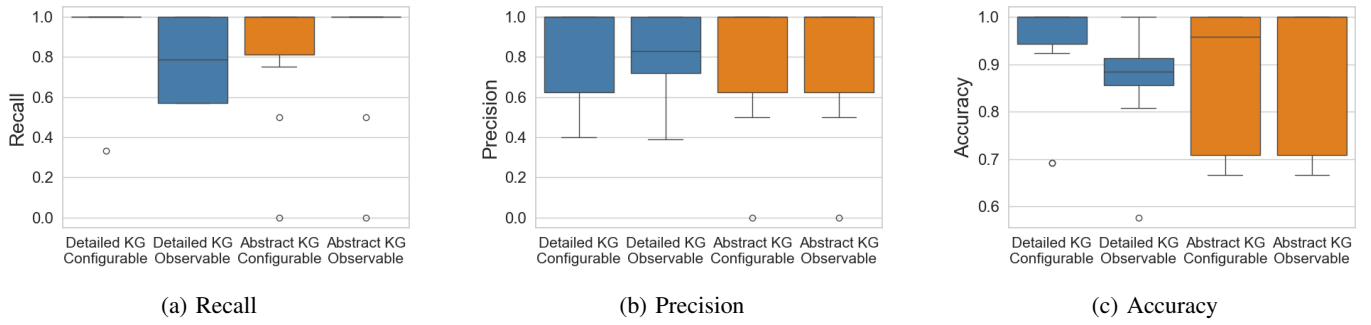 Recall
1.0
0.8
0.6
0.4
0.2
0.0
Detailed KG Configurable
Detailed KG Observable
Abstract KG Configurable
Abstract KG Observable
(a) Recall
Precision
1.0
0.8
0.6
0.4
0.2
0.0
Detailed KG Configurable
Detailed KG Observable
Abstract KG Configurable
Abstract KG Observable
(b) Precision
Accuracy
1.0
0.9
0.8
0.7
0.6
Detailed KG Configurable
Detailed KG Observable
Abstract KG Configurable
Abstract KG Observable
(c) Accuracy